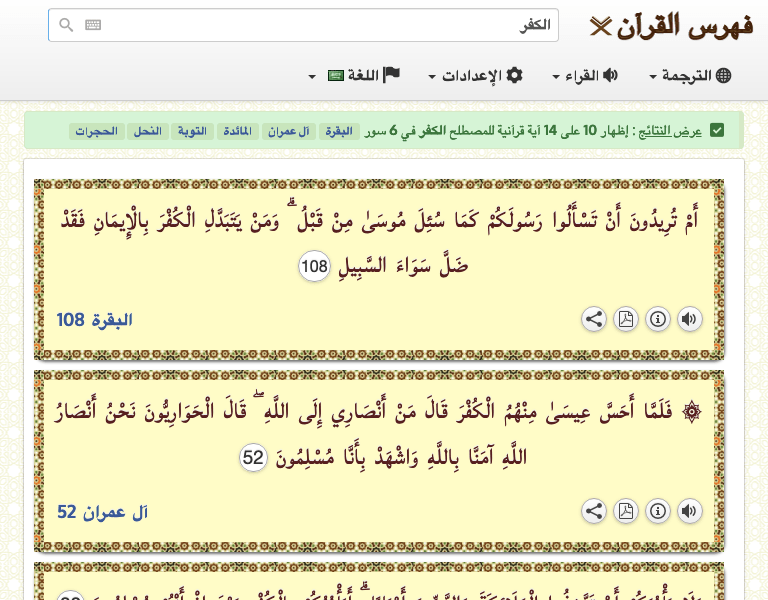 فهرس القرآن
الكفر
الترجمة القراء الإعدادات اللغة
عرض النتائج : إظهار 10 على 14 آية قرآنية للمصطلح الكفر في 6 سور البقرة آل عمران المائدة التوبة النحل الحجرات
أَمْ تُرِيدُونَ أَنْ تَسْأَلُوا رَسُولَكُمْ كَمَا سُئِلَ مُوسَىٰ مِنْ قَبْلُ ۗ وَمَنْ يَتَبَدَّلِ الْكُفْرَ بِالْإِيمَانِ فَقَدْ
ضَلَّ سَوَاءَ السَّبِيلِ 108
البقرة 108
۞ فَلَمَّا أَحَسَّ عِيسَىٰ مِنْهُمُ الْكُفْرَ قَالَ مَنْ أَنْصَارِي إِلَى اللَّهِ ۖ قَالَ الْحَوَارِيُّونَ نَحْنُ أَنْصَارُ
اللَّهِ آمَنَّا بِاللَّهِ وَاشْهَدْ بِأَنَّا مُسْلِمُونَ 52
آل عمران 52